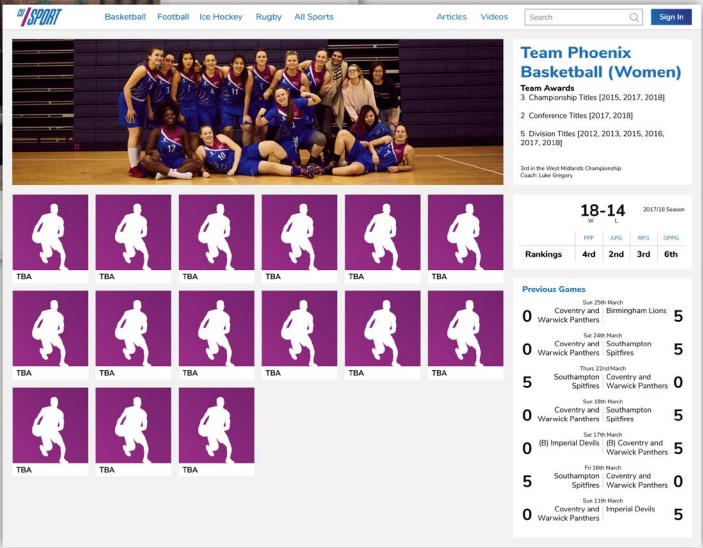 CU SPORT
Basketball Football Ice Hockey Rugby All Sports
Articles Videos
Search
Sign In
Team Phoenix
Basketball (Women)
Team Awards
3 Championship Titles [2015, 2017, 2018]
2 Conference Titles [2017, 2018]
5 Division Titles [2012, 2013, 2015, 2016,
2017, 2018]
3rd in the West Midlands Championship
Coach: Luke Gregory
TBA TBA TBA TBA TBA TBA
TBA TBA TBA TBA TBA TBA
TBA TBA TBA
18-14 2017/18 Season
W L
PPP APG RPG OPPG
Rankings 4rd 2nd 3rd 6th
Previous Games
Sun 25th March
0 Coventry and Warwick Panthers Birmingham Lions 5
Sat 24th March
0 Coventry and Warwick Panthers Southampton Spitfires 5
Thurs 22nd March
5 Southampton Spitfires Coventry and Warwick Panthers 0
Sun 18th March
0 Coventry and Warwick Panthers Southampton Spitfires 5
Sat 17th March
0 (B) Imperial Devils (B) Coventry and Warwick Panthers 5
Fri 16th March
5 Southampton Spitfires Coventry and Warwick Panthers 0
Sun 11th March
0 Coventry and Warwick Panthers Imperial Devils 5